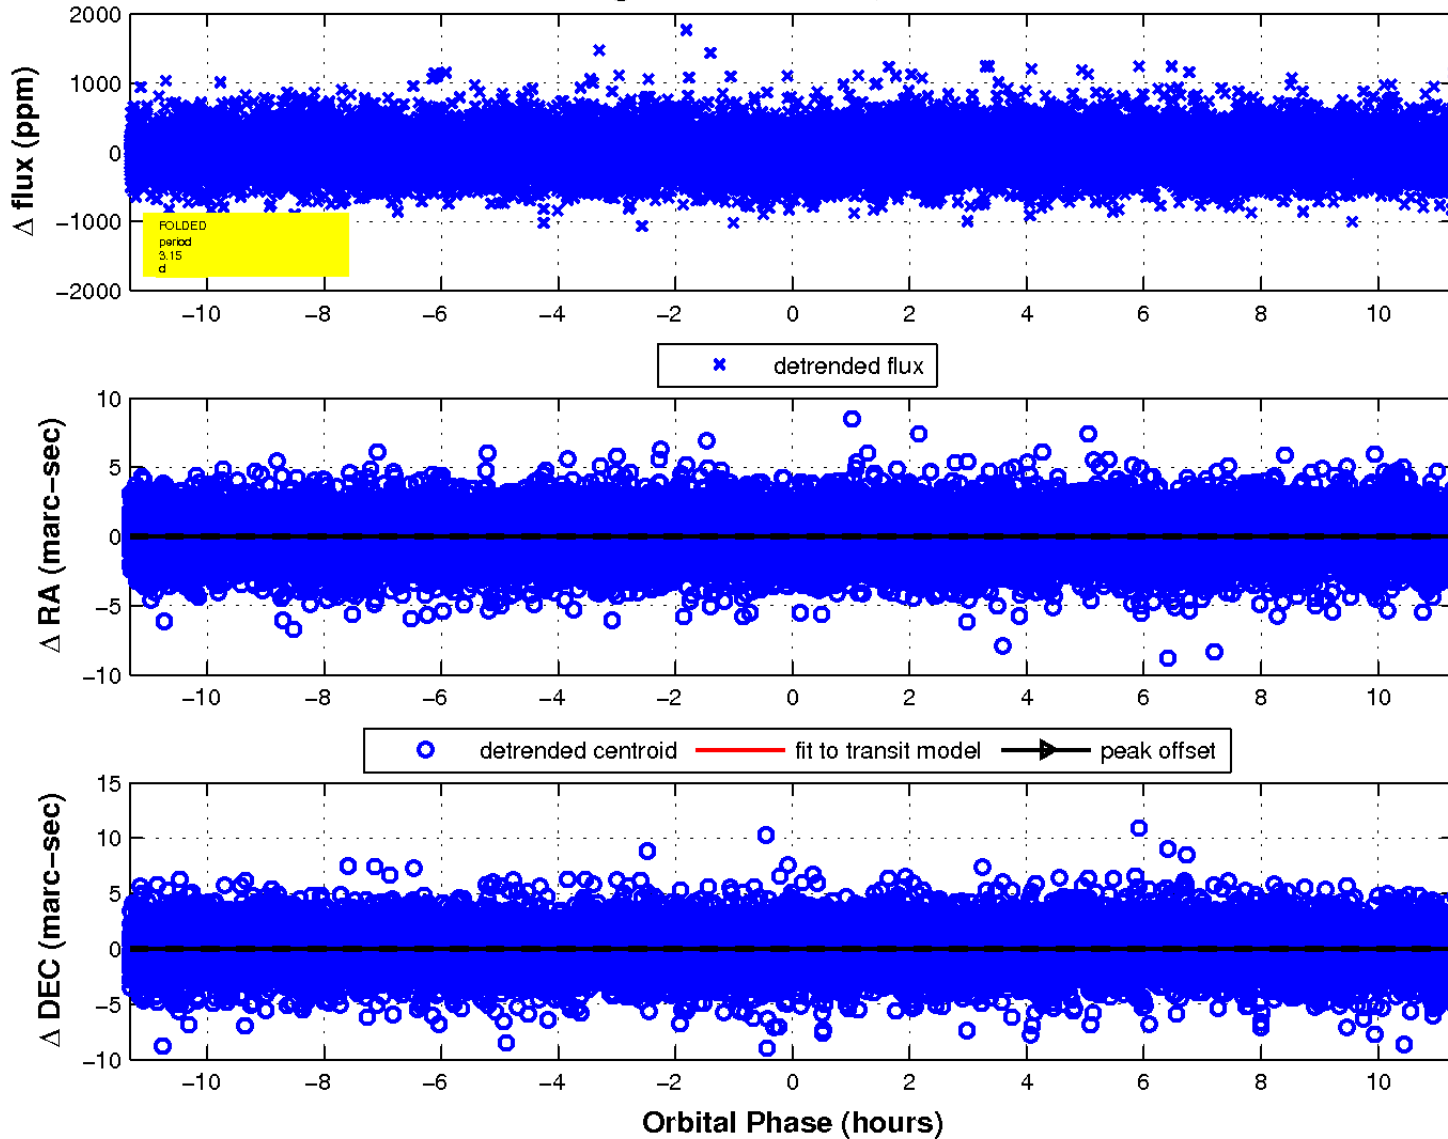 2000
1000
0
−1000
−2000
Δ flux (ppm)
FOLDED
period
3.15
d
−10 −8 −6 −4 −2 0 2 4 6 8 10
detrended flux
10
5
0
−5
−10
Δ RA (marc−sec)
−10 −8 −6 −4 −2 0 2 4 6 8 10
detrended centroid fit to transit model peak offset
15
10
5
0
−5
−10
Δ DEC (marc−sec)
−10 −8 −6 −4 −2 0 2 4 6 8 10
Orbital Phase (hours)